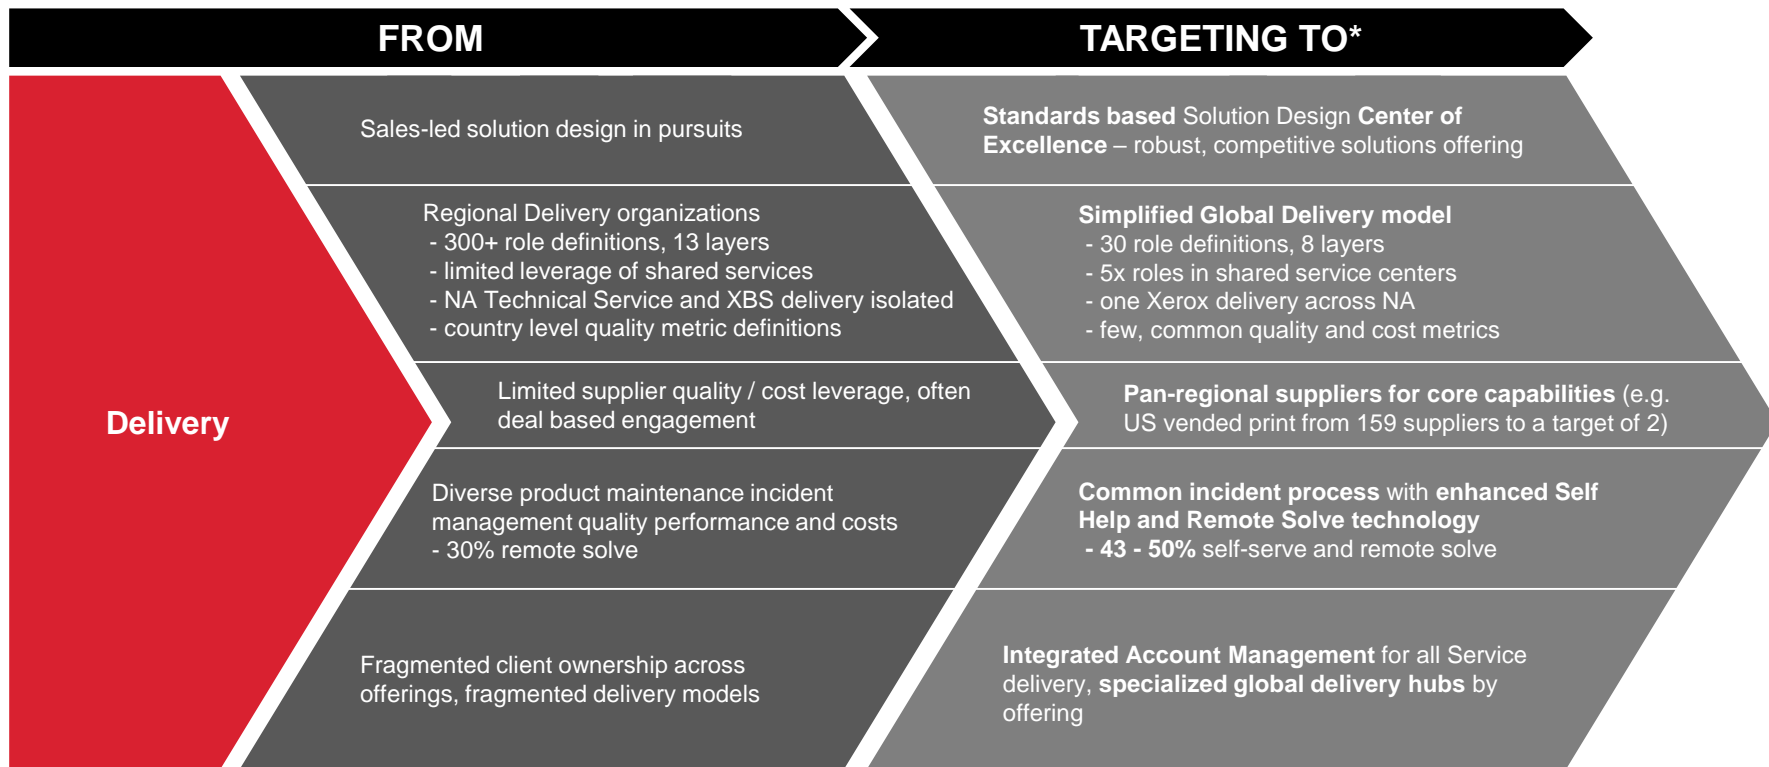 FROM
TARGETING TO*
Delivery
Sales-led solution design in pursuits
Standards based Solution Design Center of
Excellence – robust, competitive solutions offering
Regional Delivery organizations
- 300+ role definitions, 13 layers
- limited leverage of shared services
- NA Technical Service and XBS delivery isolated
- country level quality metric definitions
Simplified Global Delivery model
- 30 role definitions, 8 layers
- 5x roles in shared service centers
- one Xerox delivery across NA
- few, common quality and cost metrics
Limited supplier quality / cost leverage, often
deal based engagement
Pan-regional suppliers for core capabilities (e.g.
US vended print from 159 suppliers to a target of 2)
Diverse product maintenance incident
management quality performance and costs
- 30% remote solve
Common incident process with enhanced Self
Help and Remote Solve technology
- 43 - 50% self-serve and remote solve
Fragmented client ownership across
offerings, fragmented delivery models
Integrated Account Management for all Service
delivery, specialized global delivery hubs by
offering